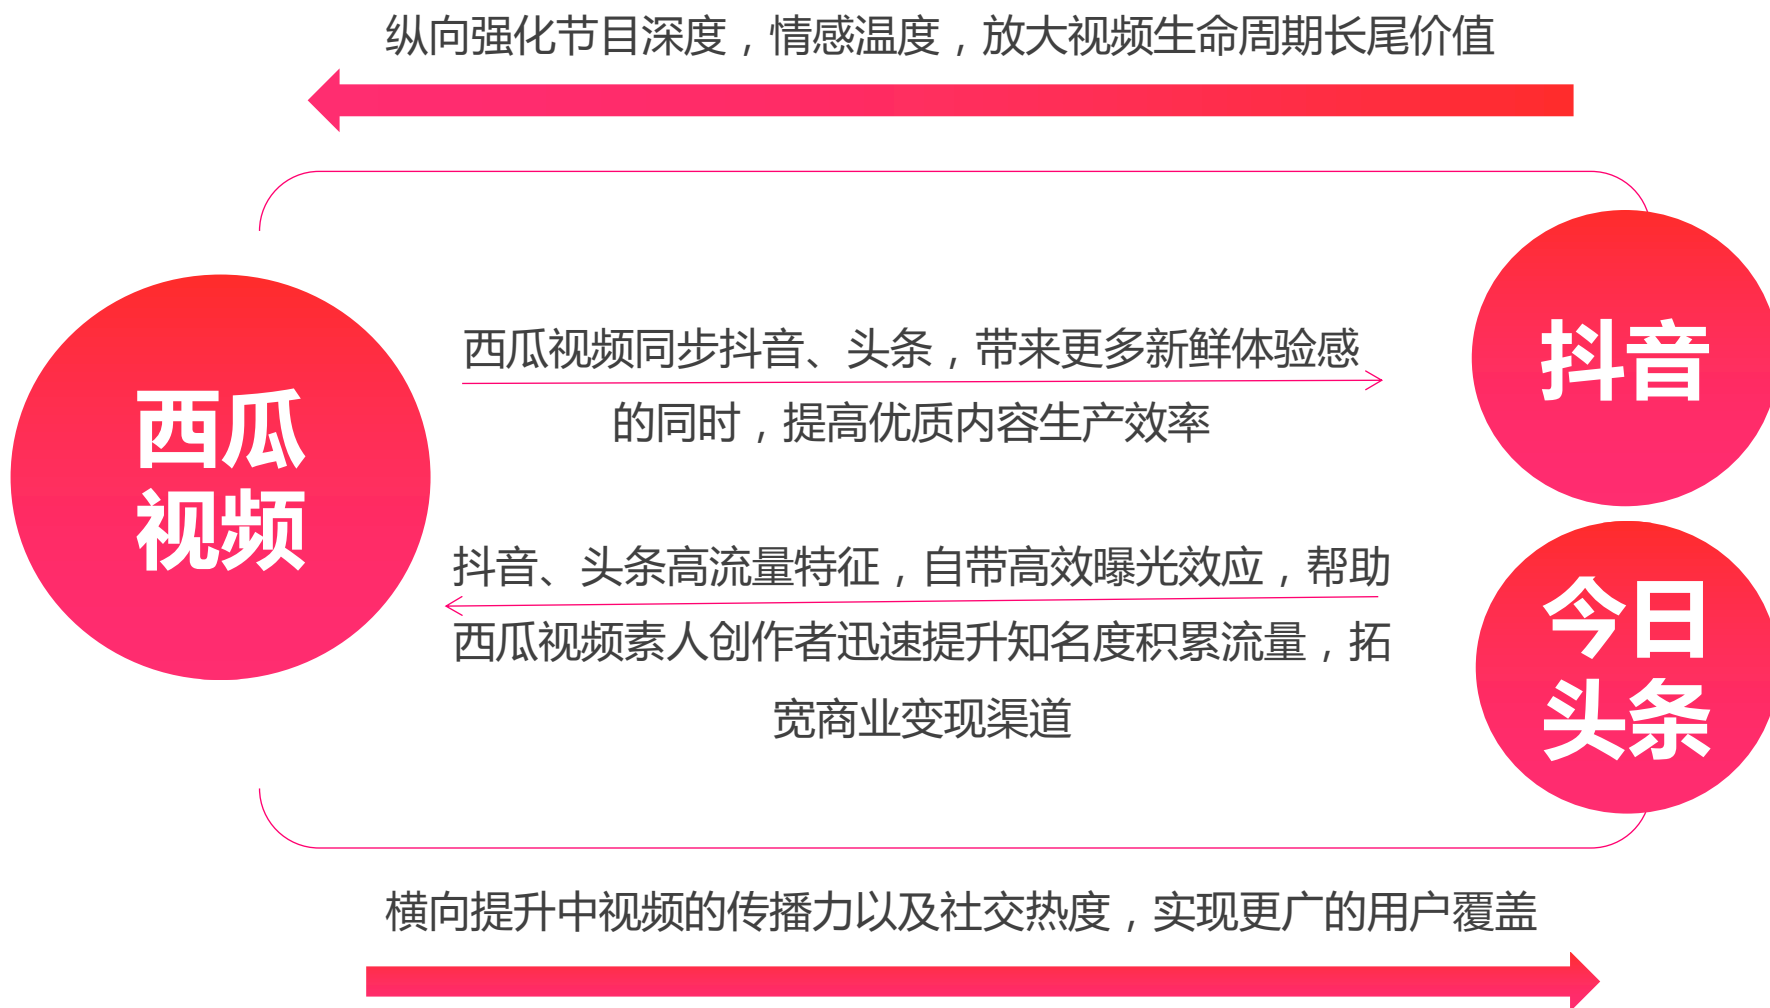 纵向强化节目深度，情感温度，放大视频生命周期长尾价值
西瓜
视频
西瓜视频同步抖音、头条，带来更多新鲜体验感
的同时，提高优质内容生产效率
抖音
抖音、头条高流量特征，自带高效曝光效应，帮助
西瓜视频素人创作者迅速提升知名度积累流量，拓
宽商业变现渠道
今日
头条
横向提升中视频的传播力以及社交热度，实现更广的用户覆盖